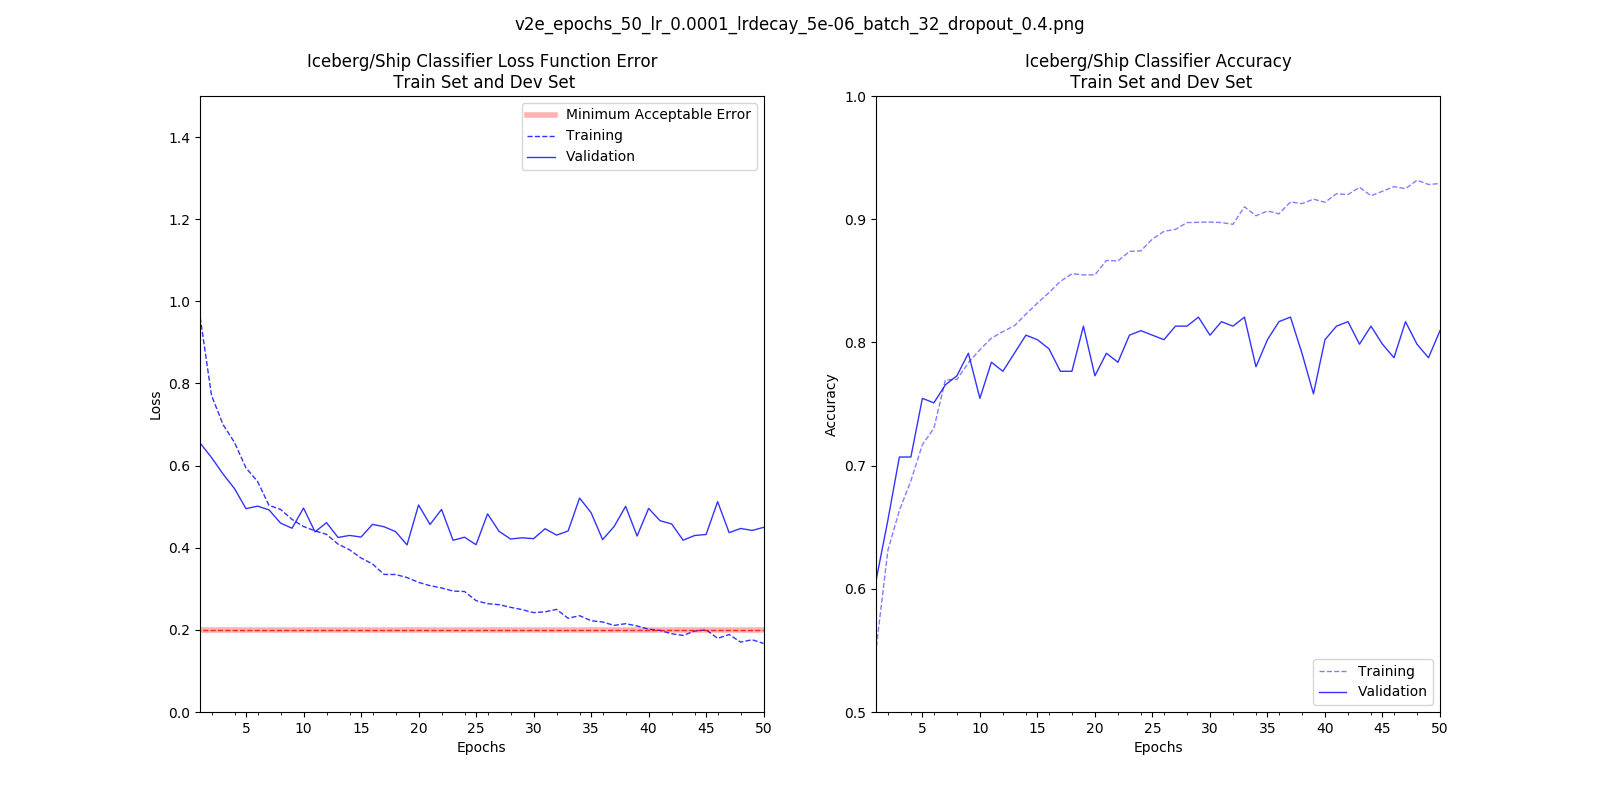 v2e_epochs_50_lr_0.0001_lrdecay_5e-06_batch_32_dropout_0.4.png
Iceberg/Ship Classifier Loss Function Error
Train Set and Dev Set
Minimum Acceptable Error
Training
Validation
1.4
1.2
1.0
0.8
0.6
0.4
0.2
0.0
Loss
5 10 15 20 25 30 35 40 45 50
Epochs
Iceberg/Ship Classifier Accuracy
Train Set and Dev Set
1.0
0.9
0.8
0.7
0.6
0.5
Accuracy
Training
Validation
5 10 15 20 25 30 35 40 45 50
Epochs